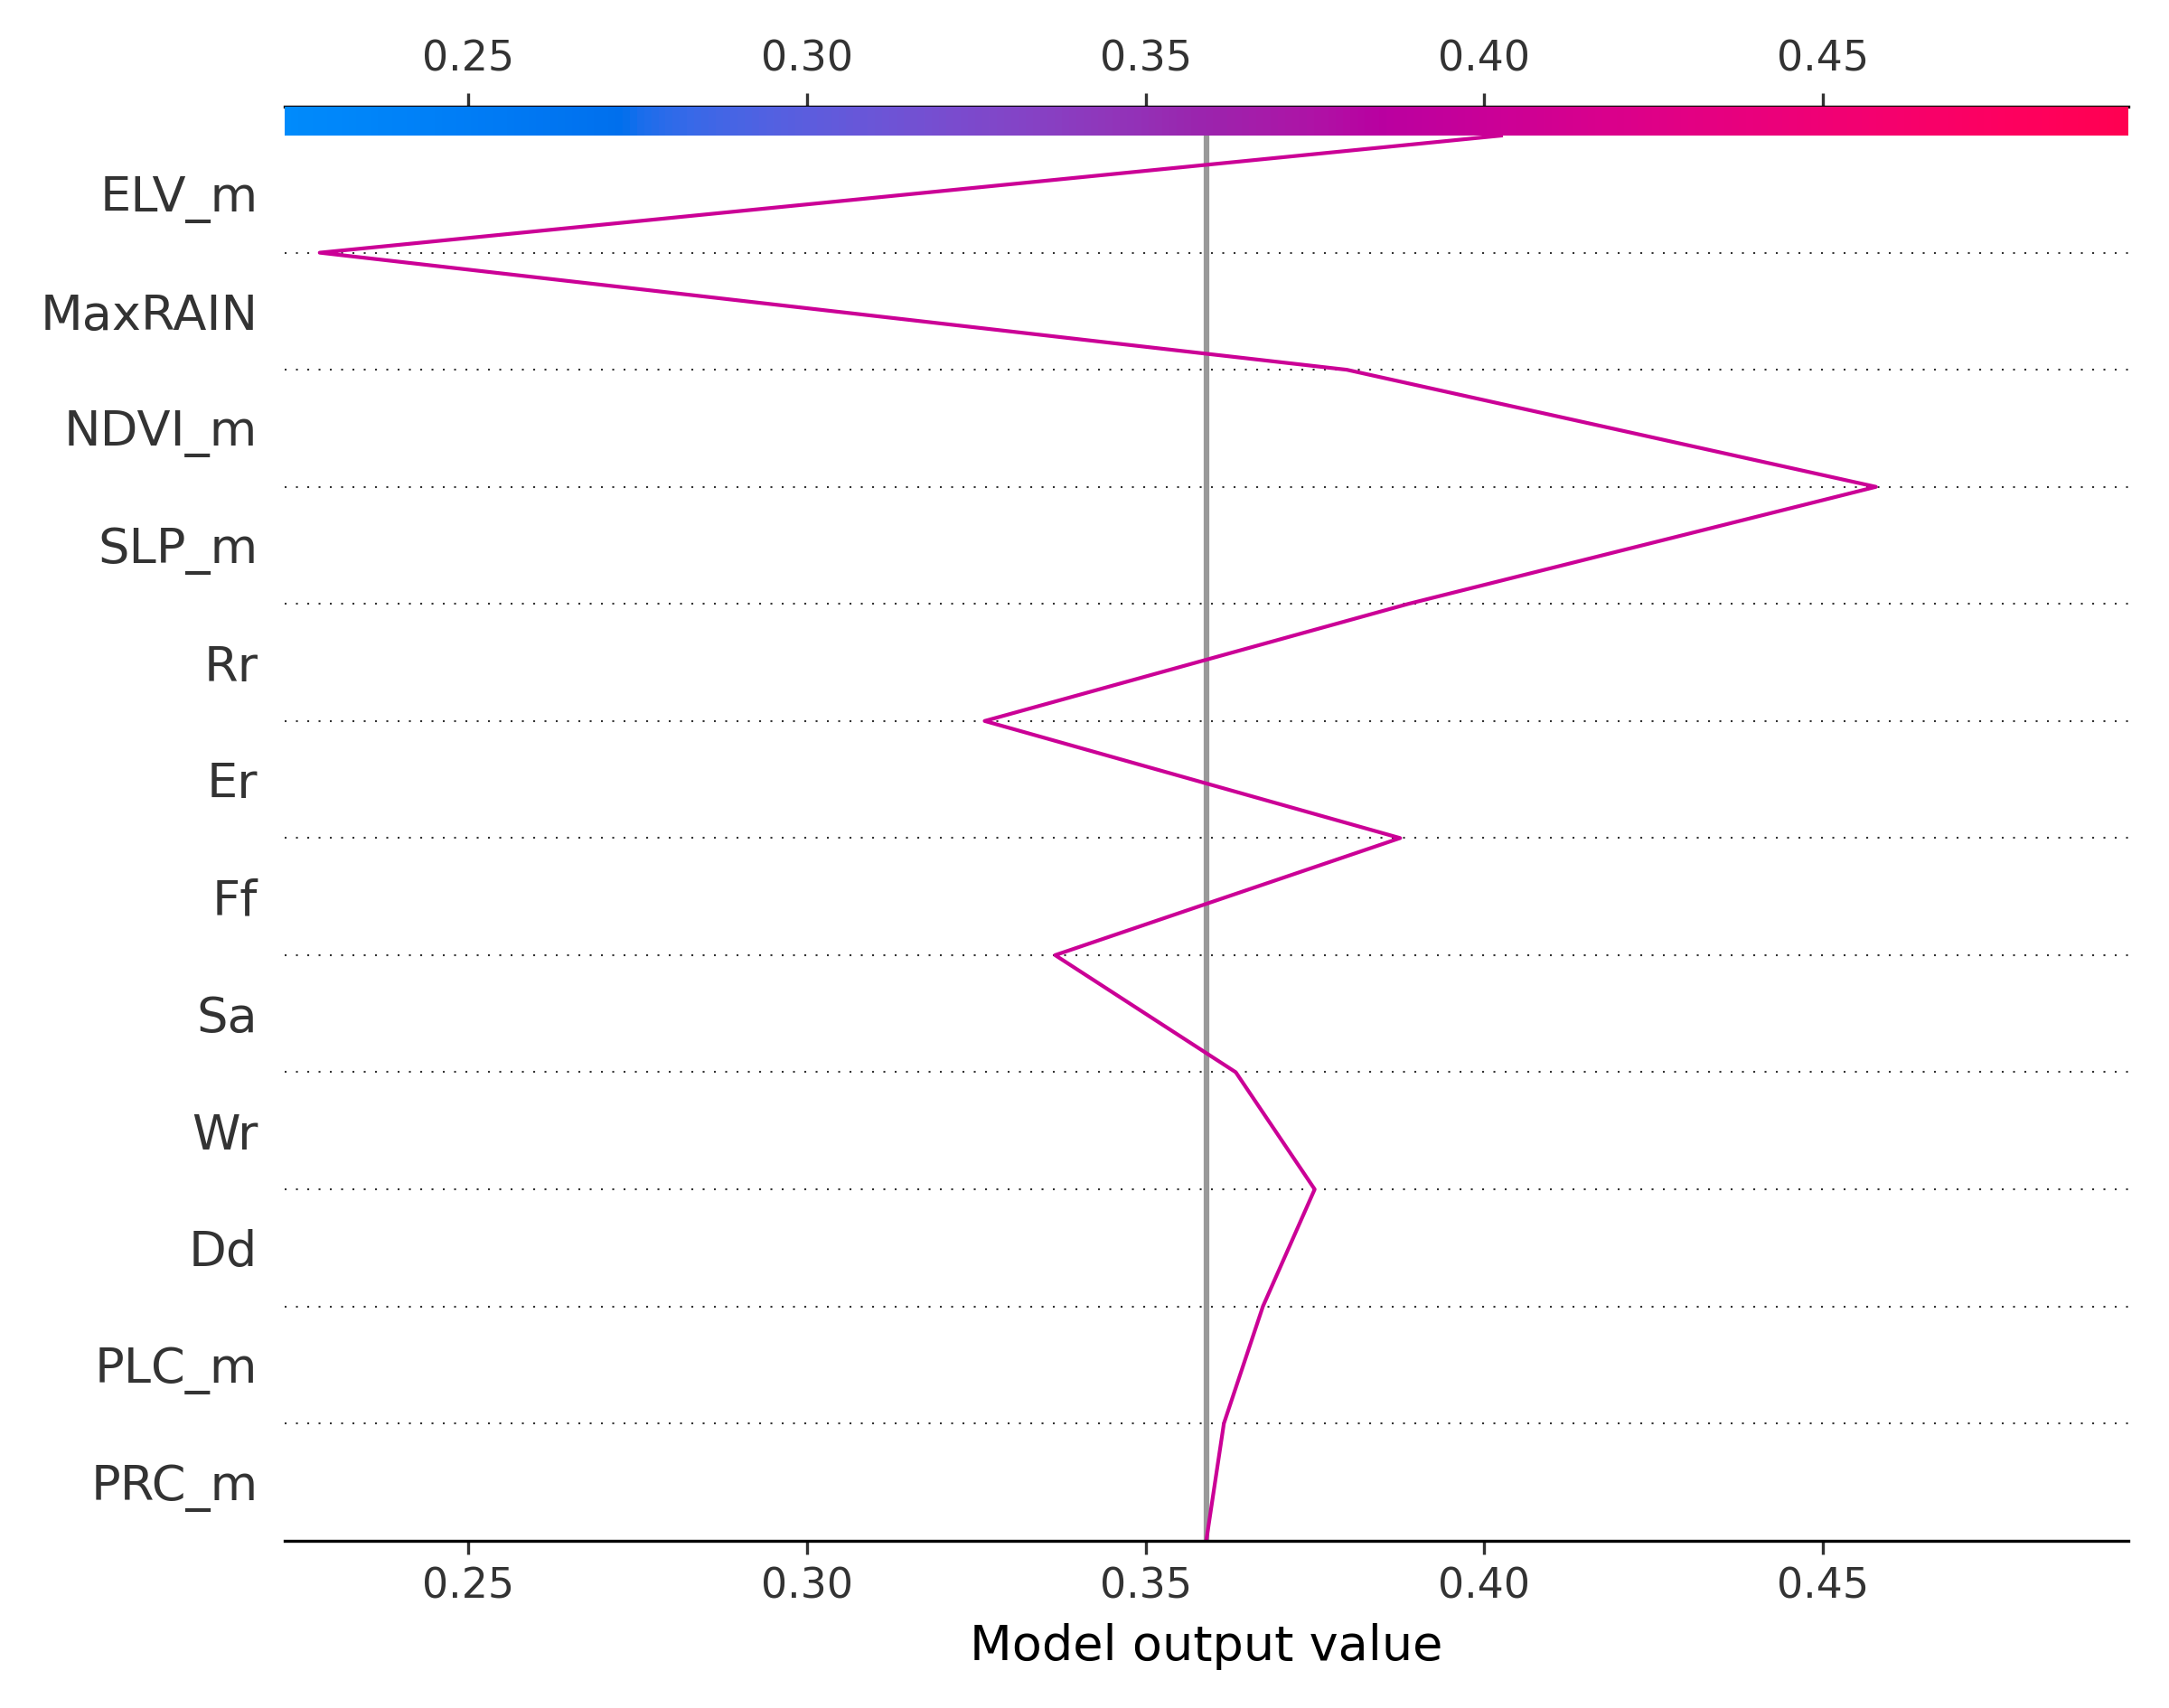 0.25 0.30 0.35 0.40 0.45
ELV_m
MaxRAIN
NDVI_m
SLP_m
Rr
Er
Ff
Sa
Wr
Dd
PLC_m
PRC_m
0.25 0.30 0.35 0.40 0.45
Model output value